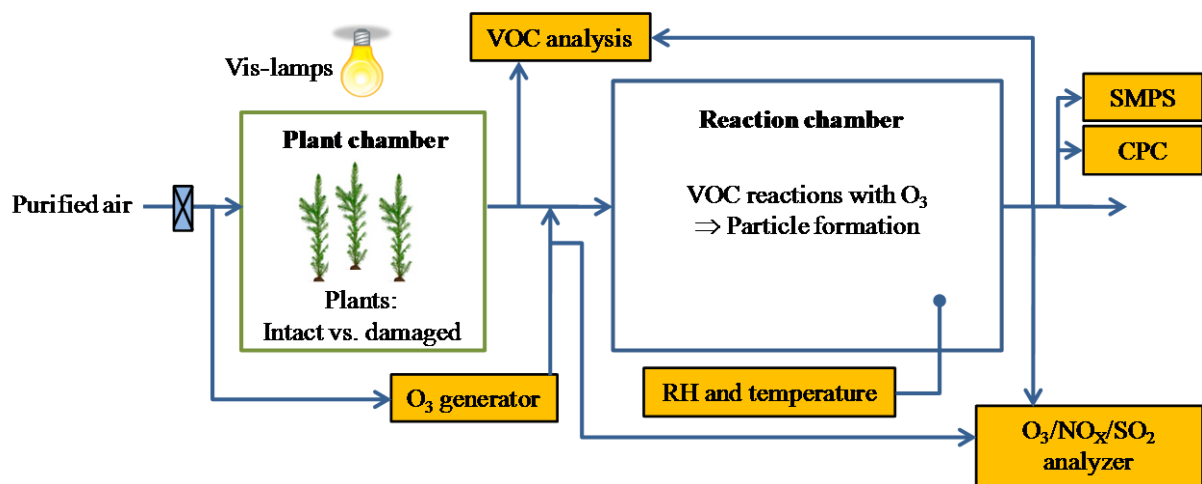 VOC analysis
Vis-lamps
SMPS
Plant chamber
Reaction chamber
CPC
Purified air
VOC reactions with O₃
⇒ Particle formation
Plants:
Intact vs. damaged
O₃ generator
RH and temperature
O₃/NOₓ/SO₂
analyzer